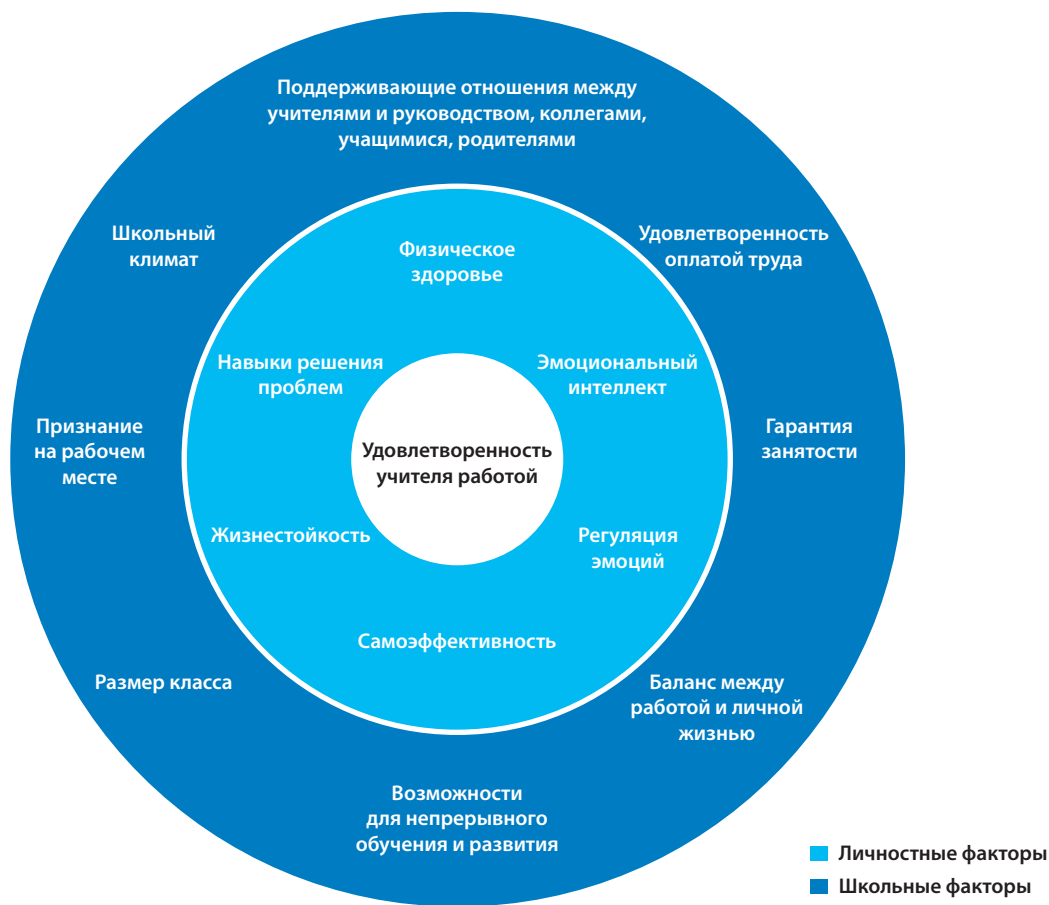 Поддерживающие отношения между
учителями и руководством, коллегами,
учащимися, родителями
Школьный
климат
Удовлетворенность
оплатой труда
Физическое
здоровье
Навыки решения
проблем
Эмоциональный
интеллект
Признание
на рабочем
месте
Удовлетворенность
учителя работой
Гарантия
занятости
Жизнестойкость
Регуляция
эмоций
Самоэффективность
Размер класса
Баланс между
работой и личной
жизнью
Возможности
для непрерывного
обучения и развития
Личностные факторы
Школьные факторы